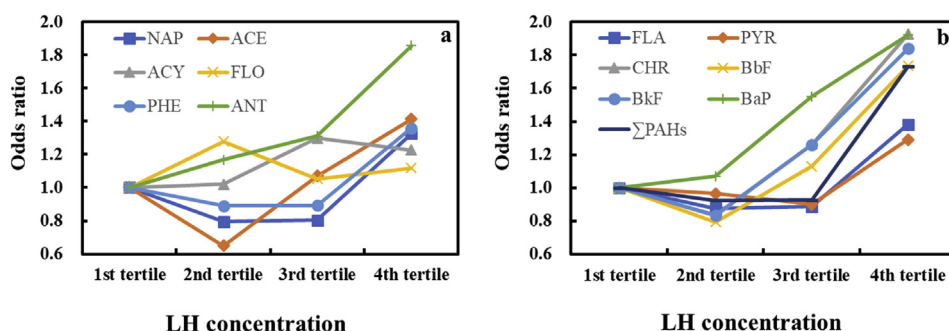 a
NAP ACE
ACY FLO
PHE ANT
Odds ratio
2.0
1.8
1.6
1.4
1.2
1.0
0.8
0.6
1st tertile 2nd tertile 3rd tertile 4th tertile
LH concentration
b
FLA PYR
CHR BbF
BkF BaP
∑PAHs
Odds ratio
2.0
1.8
1.6
1.4
1.2
1.0
0.8
0.6
1st tertile 2nd tertile 3rd tertile 4th tertile
LH concentration